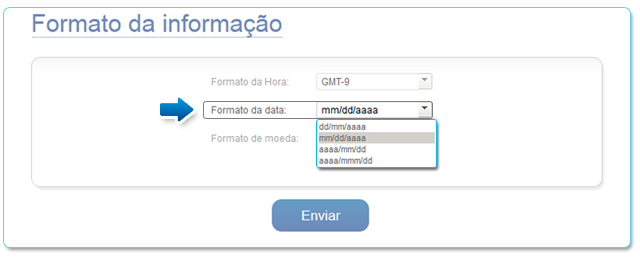 Formato da informação
Formato da Hora: GMT-9
Formato da data: mm/dd/aaaa
dd/mm/aaaa
Formato de moeda: mm/dd/aaaa
aaaa/mm/dd
aaaa/mmm/dd
Enviar